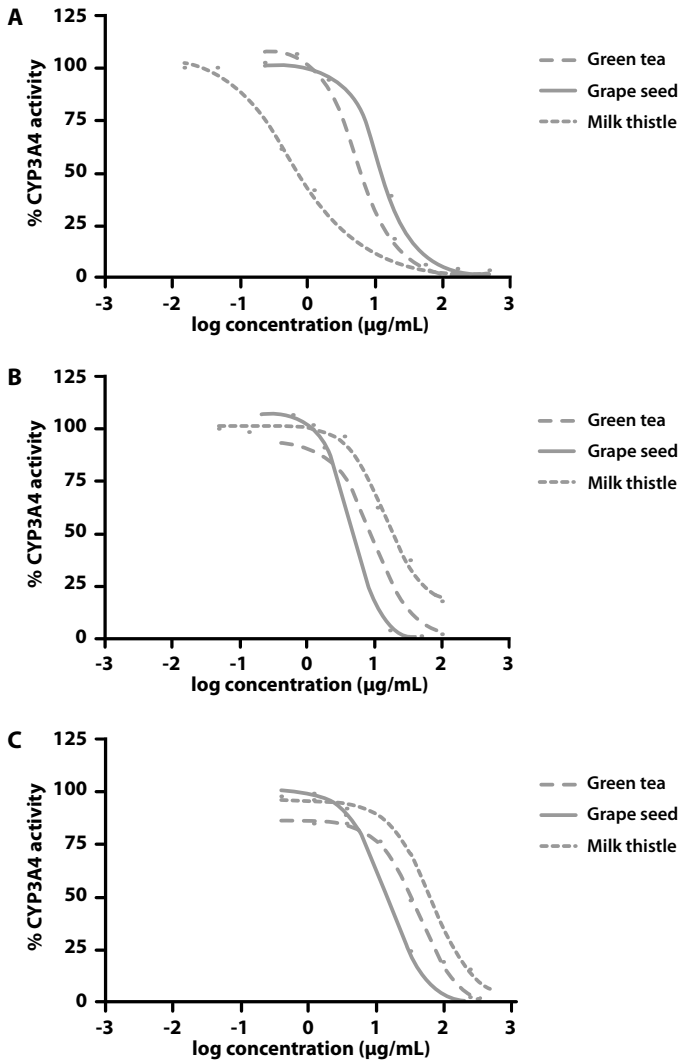 A
125
100
75
50
25
0
% CYP3A4 activity
-3 -2 -1 0 1 2 3
log concentration (µg/mL)
Green tea
Grape seed
Milk thistle
B
125
100
75
50
25
0
% CYP3A4 activity
-3 -2 -1 0 1 2 3
log concentration (µg/mL)
Green tea
Grape seed
Milk thistle
C
125
100
75
50
25
0
% CYP3A4 activity
-3 -2 -1 0 1 2 3
log concentration (µg/mL)
Green tea
Grape seed
Milk thistle